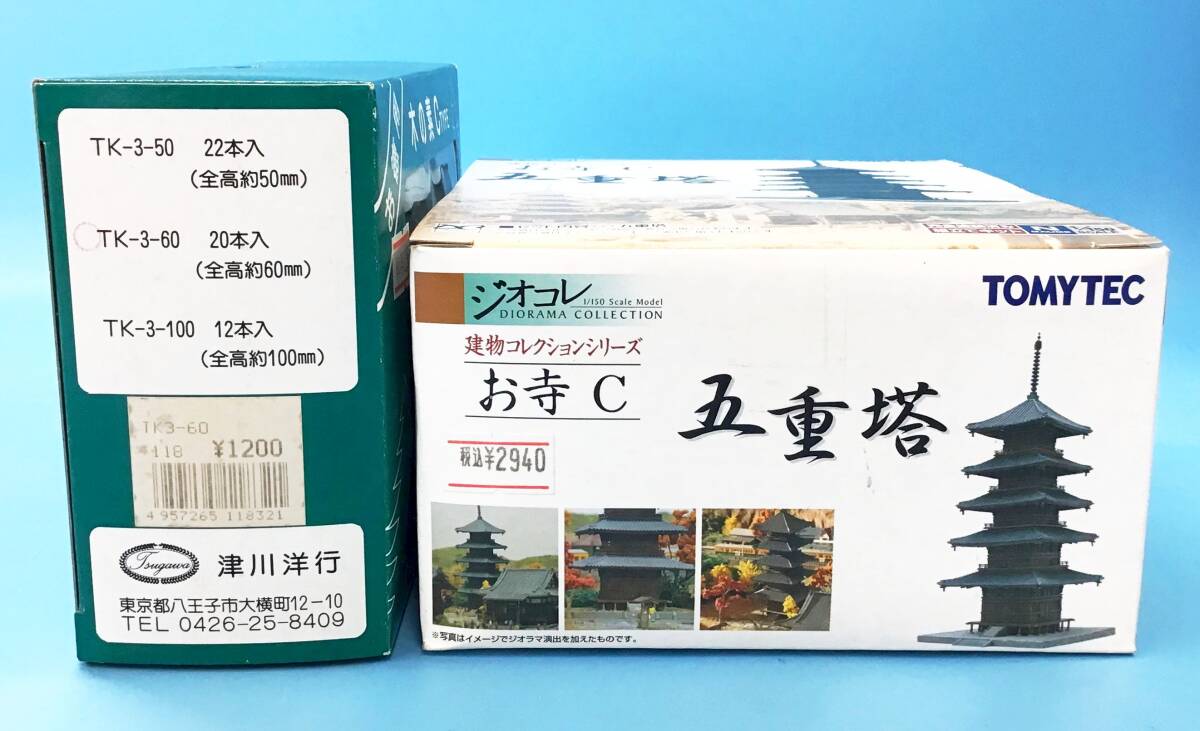 TK-3-50 22本入
(全高約50㎜)
TK-3-60 20本入
(全高約60㎜)
TK-3-100 12本入
(全高約100㎜)
TK3-60
118 ¥1200
4 957265 118321
Tsugawa 津川洋行
東京都八王子市大横町12-10
TEL 0426-25-8409
木の素 C TYPE
五重塔
ジオコレ
1/150 Scale Model
DIORAMA COLLECTION
TOMYTEC
建物コレクションシリーズ
お寺 C
五重塔
税込¥2940
※写真はイメージでジオラマ演出を加えたものです。